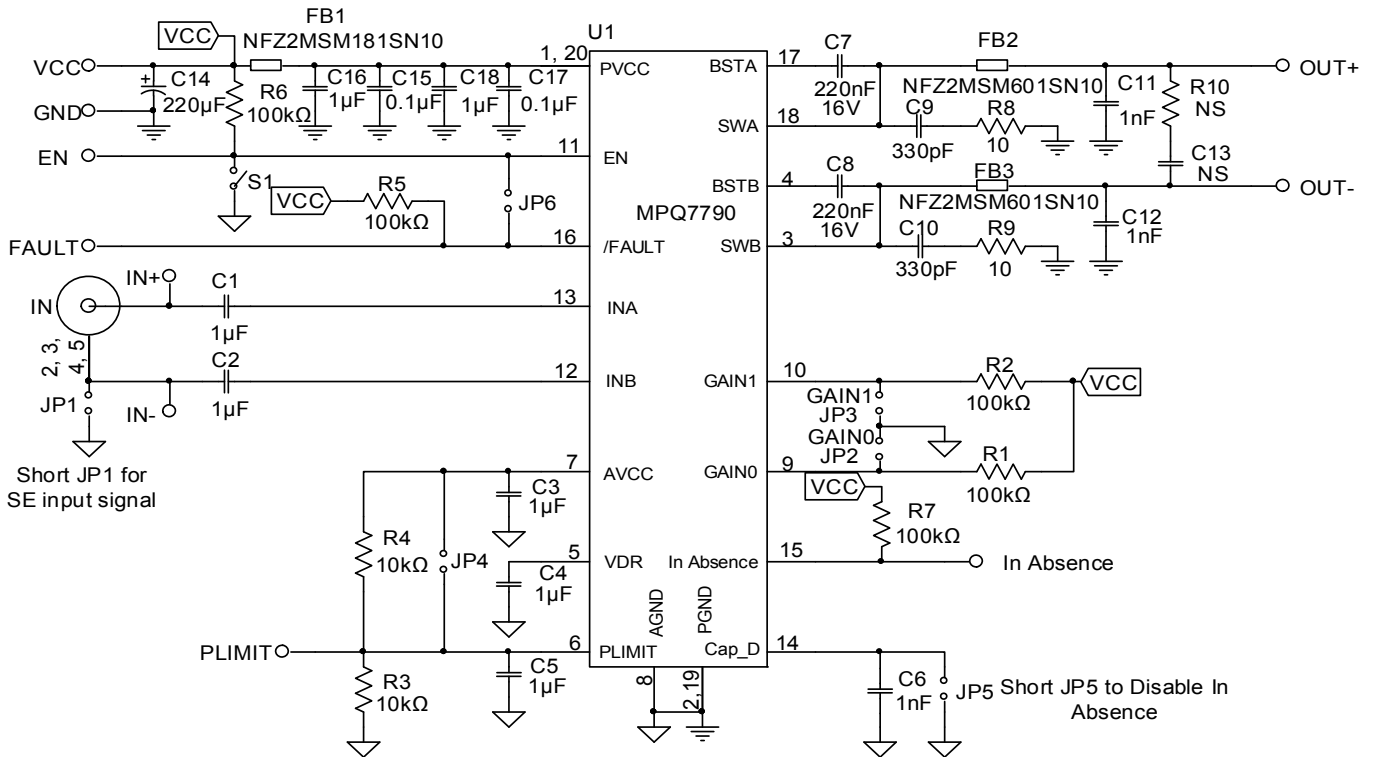 FB1
U1
VCC
NFZ2MSM181SN10
VCC
1, 20
PVCC
BSTA
17
C7
220nF
16V
FB2
NFZ2MSM601SN10
OUT+
C14
220µF
R6
100kΩ
C16
1µF
C15
0.1µF
C18
1µF
C17
0.1µF
GND
SWA
18
C9
330pF
R8
10
C11
1nF
R10
NS
EN
11
EN
S1
VCC
R5
100kΩ
JP6
BSTB
4
C8
220nF
16V
FB3
NFZ2MSM601SN10
C13
NS
OUT-
MPQ7790
FAULT
16
/FAULT
SWB
3
C10
330pF
R9
10
C12
1nF
IN
IN+
C1
1µF
13
INA
2, 3,
4, 5
C2
1µF
12
INB
JP1
IN-
Short JP1 for
SE input signal
GAIN1
10
R2
100kΩ
VCC
GAIN1
JP3
GAIN0
JP2
GAIN0
9
R1
100kΩ
7
AVCC
C3
1µF
VCC
R7
100kΩ
R4
10kΩ
JP4
5
VDR
C4
1µF
In Absence
15
In Absence
AGND
PGND
PLIMIT
6
PLIMIT
C5
1µF
R3
10kΩ
8
2,19
Cap_D
14
C6
1nF
JP5
Short JP5 to Disable In
Absence